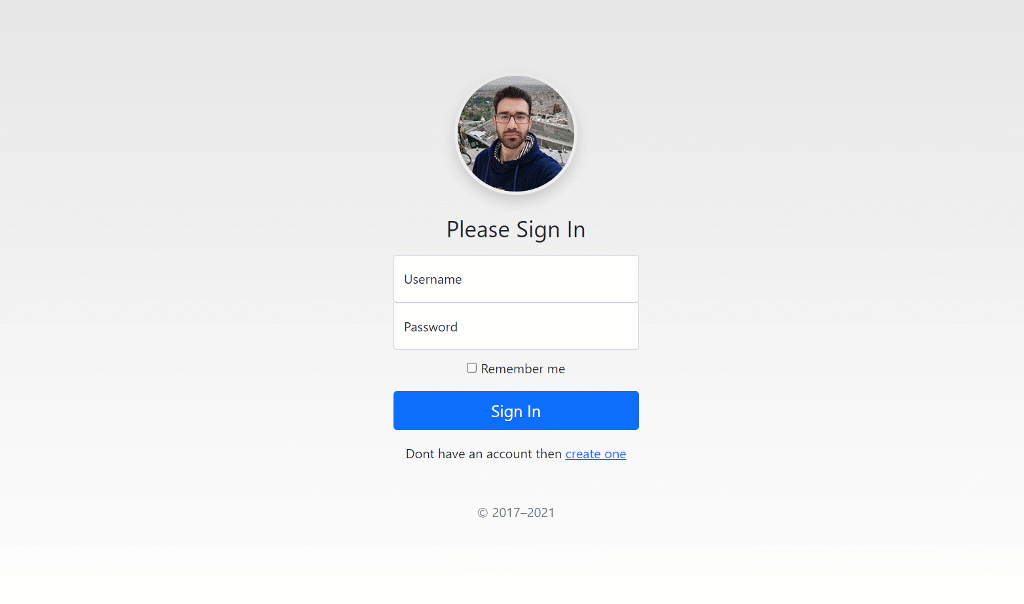 Please Sign In
Username
Password
Remember me
Sign In
Dont have an account then create one
© 2017–2021